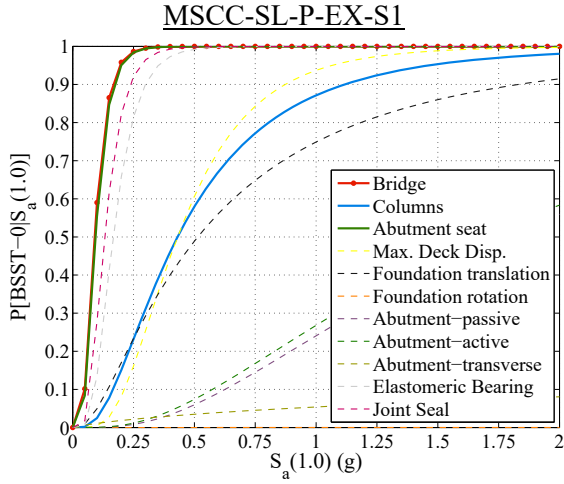 MSCC-SL-P-EX-S1
1
0.9
0.8
0.7
0.6
0.5
0.4
0.3
0.2
0.1
0
P[BSST−0|Sa(1.0)]
Bridge
Columns
Abutment seat
Max. Deck Disp.
Foundation translation
Foundation rotation
Abutment−passive
Abutment−active
Abutment−transverse
Elastomeric Bearing
Joint Seal
0 0.25 0.5 0.75 1 1.25 1.5 1.75 2
Sa(1.0) (g)